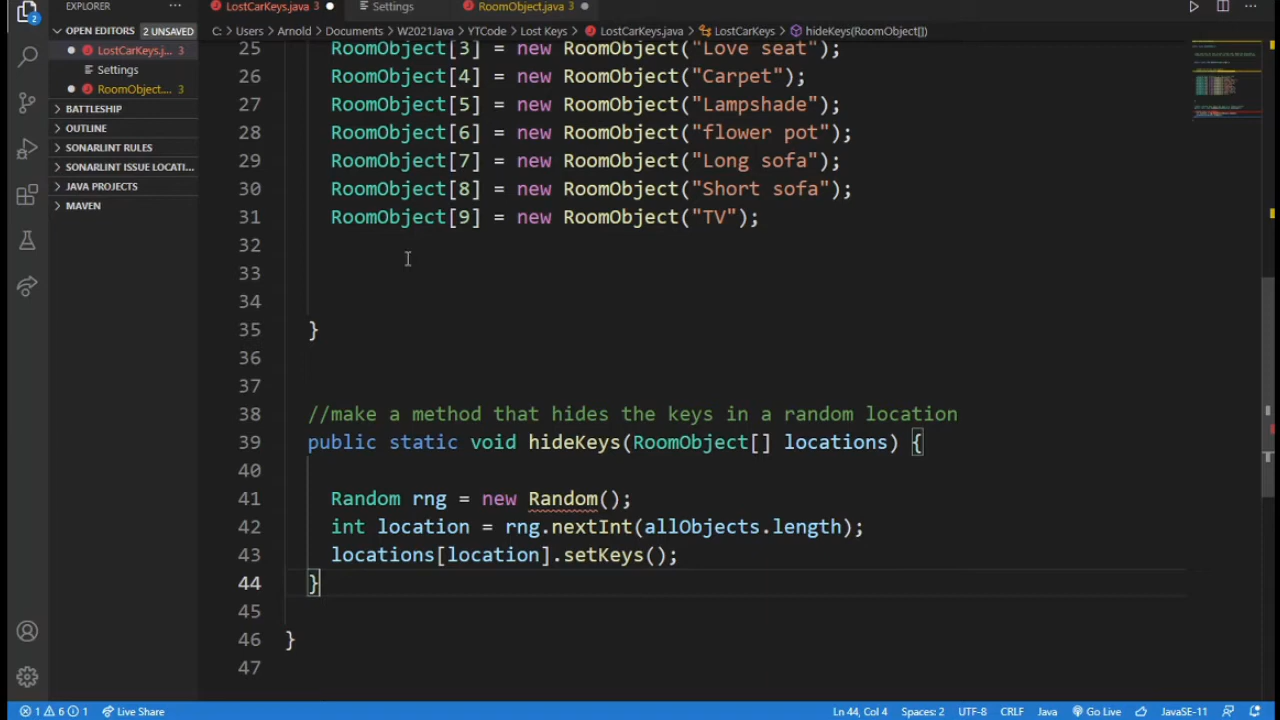 EXPLORER
LostCarKeys.java 3
Settings
RoomObject.java 3
OPEN EDITORS 2 UNSAVED
C: > Users > Arnold > Documents > W2021Java > YTCode > Lost Keys > LostCarKeys.java > LostCarKeys > hideKeys(RoomObject[])
LostCarKeys.j... 3
Settings
RoomObject.... 3
BATTLESHIP
OUTLINE
SONARLINT RULES
SONARLINT ISSUE LOCATI...
JAVA PROJECTS
MAVEN
2
25 RoomObject[3] = new RoomObject("Love seat");
26 RoomObject[4] = new RoomObject("Carpet");
27 RoomObject[5] = new RoomObject("Lampshade");
28 RoomObject[6] = new RoomObject("flower pot");
29 RoomObject[7] = new RoomObject("Long sofa");
30 RoomObject[8] = new RoomObject("Short sofa");
31 RoomObject[9] = new RoomObject("TV");
32
33
34
35 }
36
37
38 //make a method that hides the keys in a random location
39 public static void hideKeys(RoomObject[] locations) {
40
41 Random rng = new Random();
42 int location = rng.nextInt(allObjects.length);
43 locations[location].setKeys();
44 }
45
46 }
47
1 6 1 Live Share
Ln 44, Col 4 Spaces: 2 UTF-8 CRLF Java Go Live JavaSE-11